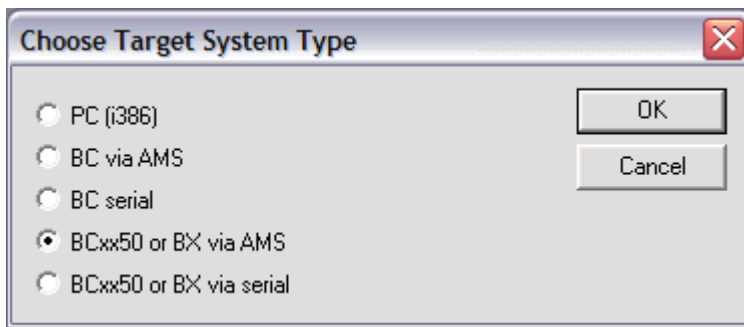 Choose Target System Type
PC (i386)
OK
BC via AMS
Cancel
BC serial
BCxx50 or BX via AMS
BCxx50 or BX via serial